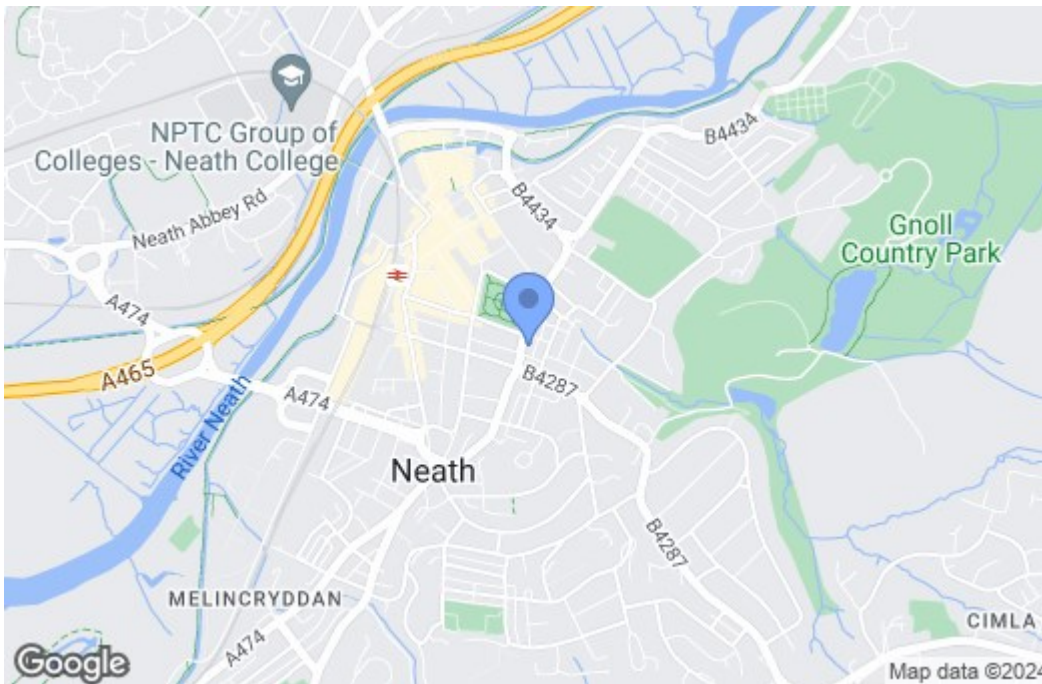 NPTC Group of
Colleges - Neath College
Neath Abbey Rd
B4434
B4434
Gnoll
Country Park
A474
A465
A474
B4287
River Neath
Neath
B4287
MELINCRYDDAN
CIMLA
A474
Google
Map data ©2024